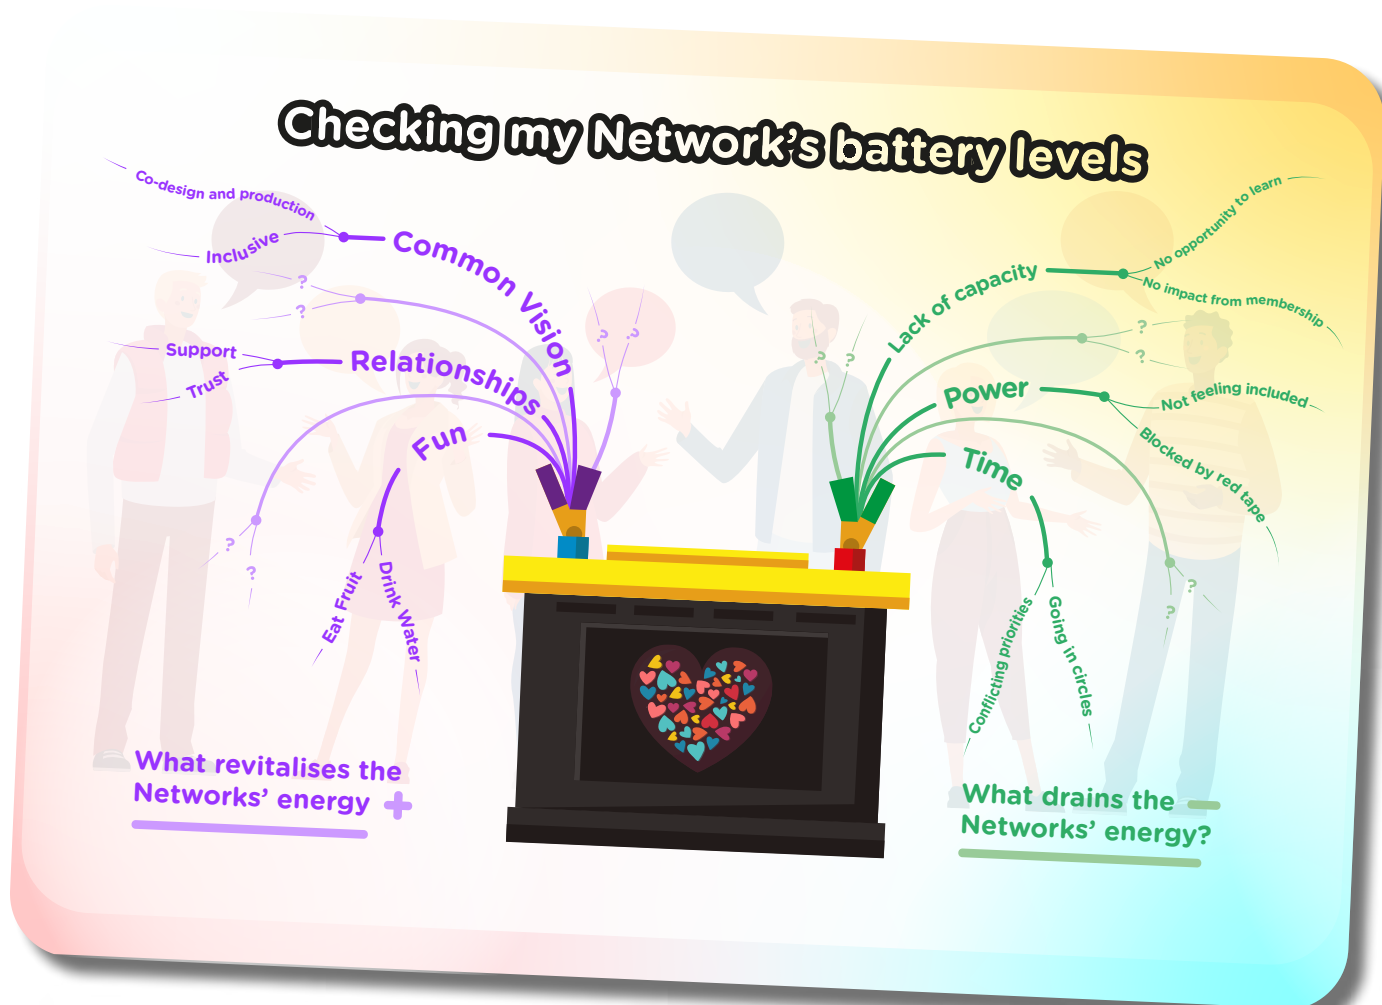 Checking my Network's battery levels
Co-design and production
Inclusive
Common Vision
?
?
Support
Trust
Relationships
?
?
Fun
?
?
Eat Fruit
Drink Water
What revitalises the
Networks' energy +
No opportunity to learn
No impact from membership
Lack of capacity
?
?
?
?
Power
Not feeling included
Blocked by red tape
Time
?
?
Conflicting priorities
Going in circles
What drains the –
Networks' energy?